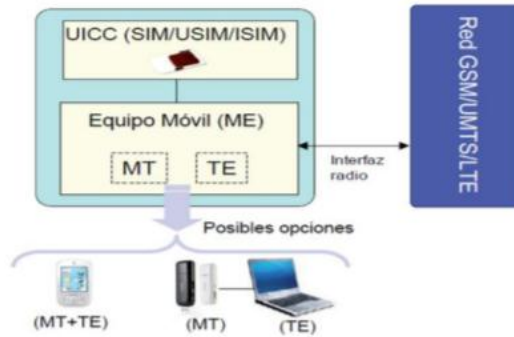 UICC (SIM/USIM/ISIM)
Equipo Móvil (ME)
MT
TE
Interfaz
radio
Red GSM/UMTS/LTE
Posibles opciones
(MT+TE)
(MT)
(TE)